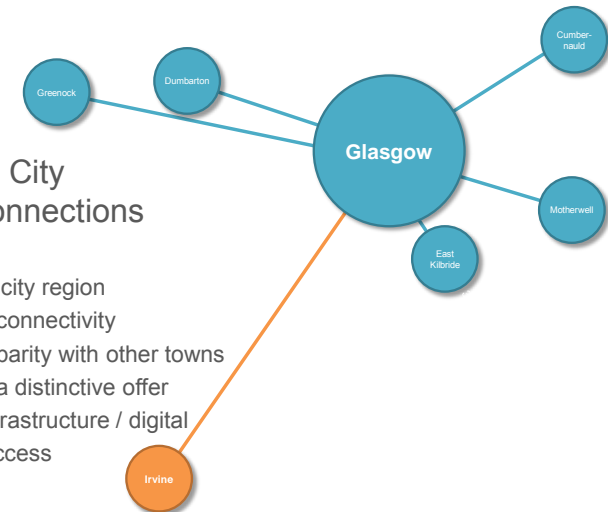 Cumber-
nauld
Dumbarton
Greenock
Glasgow
City
onnections
Motherwell
East
Kilbride
city region
connectivity
parity with other towns
a distinctive offer
rastructure / digital
ccess
Irvine